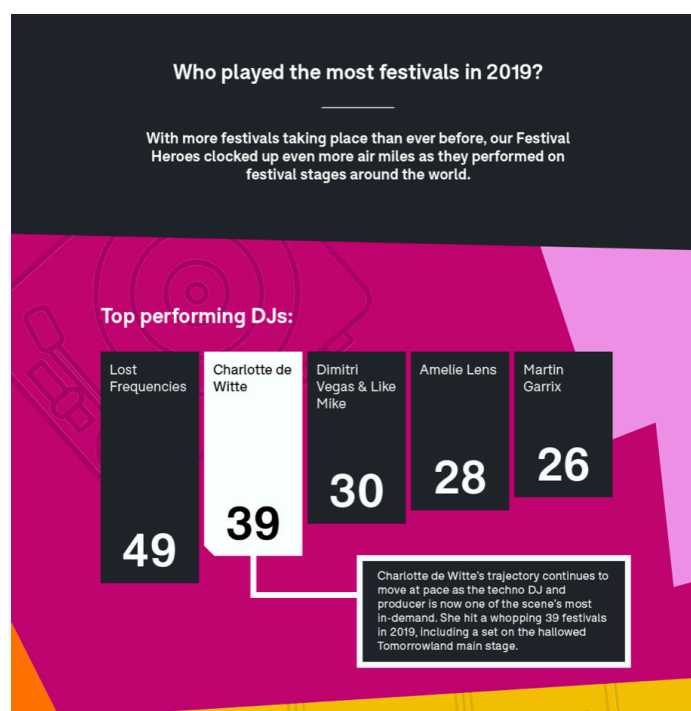 Who played the most festivals in 2019?
With more festivals taking place than ever before, our Festival
Heroes clocked up even more air miles as they performed on
festival stages around the world.
Top performing DJs:
Lost
Frequencies
49
Charlotte de
Witte
39
Dimitri
Vegas & Like
Mike
30
Amelie Lens
28
Martin
Garrix
26
Charlotte de Witte's trajectory continues to
move at pace as the techno DJ and
producer is now one of the scene's most
in-demand. She hit a whopping 39 festivals
in 2019, including a set on the hallowed
Tomorrowland main stage.